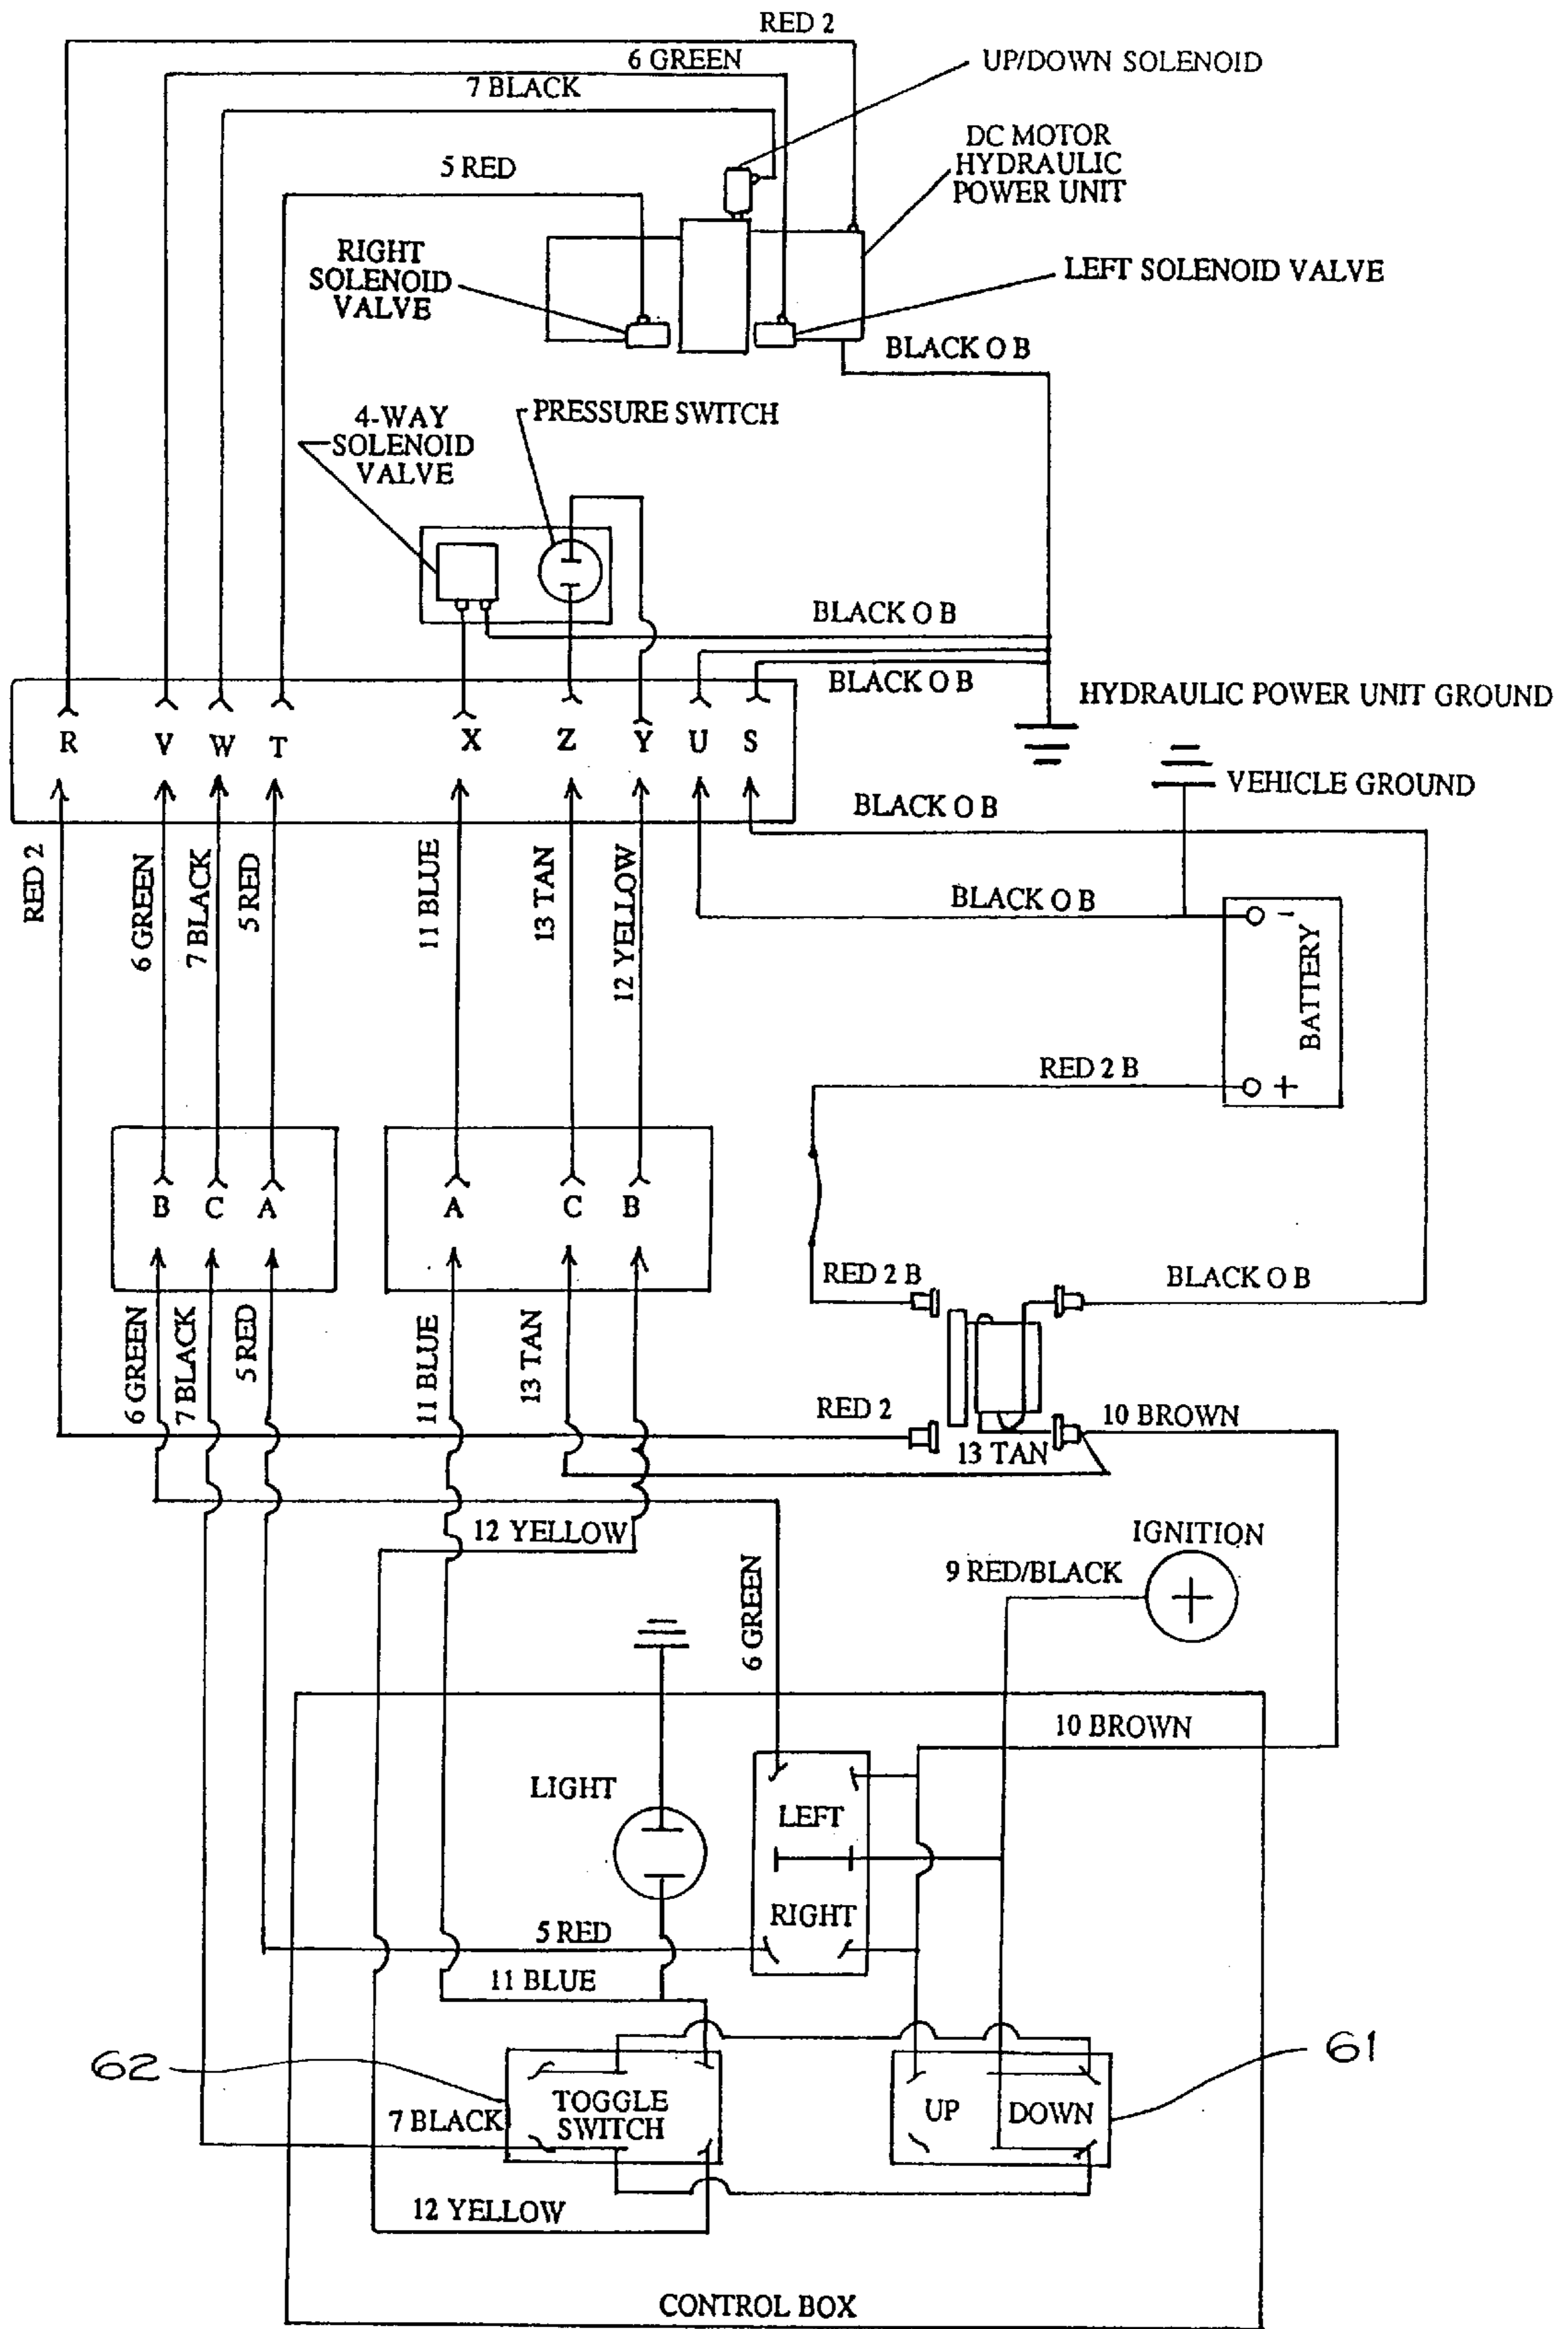 RED 2
6 GREEN
UP/DOWN SOLENOID
7 BLACK
DC MOTOR
HYDRAULIC
POWER UNIT
5 RED
RIGHT
SOLENOID
VALVE
LEFT SOLENOID VALVE
BLACK O B
4-WAY
SOLENOID
VALVE
PRESSURE SWITCH
BLACK O B
BLACK O B
HYDRAULIC POWER UNIT GROUND
R V W T X Z Y U S
VEHICLE GROUND
BLACK O B
RED 2
6 GREEN
7 BLACK
5 RED
11 BLUE
13 TAN
12 YELLOW
BLACK O B
-
BATTERY
RED 2 B
+
B C A
A C B
RED 2 B
BLACK O B
6 GREEN
7 BLACK
5 RED
11 BLUE
13 TAN
RED 2
10 BROWN
13 TAN
12 YELLOW
IGNITION
9 RED/BLACK
6 GREEN
10 BROWN
LIGHT
LEFT
RIGHT
5 RED
11 BLUE
62
61
TOGGLE
SWITCH
UP
DOWN
7 BLACK
12 YELLOW
CONTROL BOX